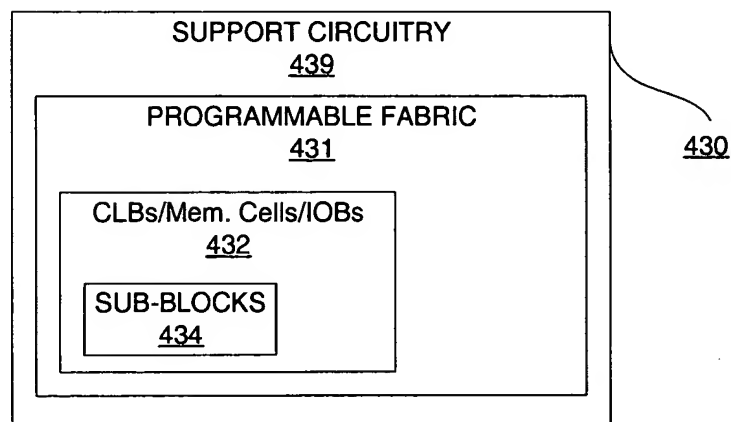 SUPPORT CIRCUITRY
439
PROGRAMMABLE FABRIC
431
430
CLBs/Mem. Cells/IOBs
432
SUB-BLOCKS
434